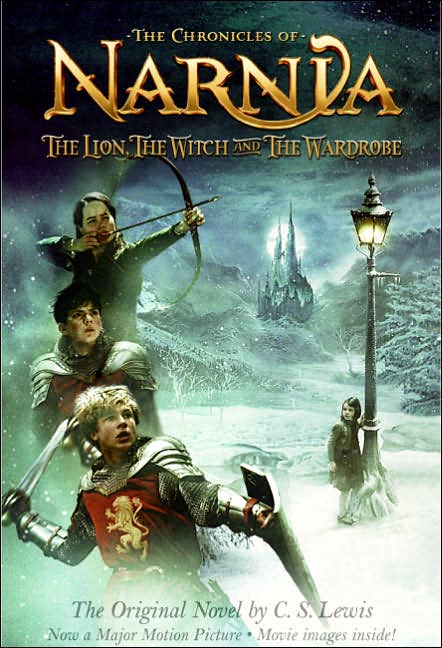 -THE CHRONICLES OF-
NARNIA
THE LION, THE WITCH AND THE WARDROBE
The Original Novel by C. S. Lewis
Now a Major Motion Picture • Movie images inside!